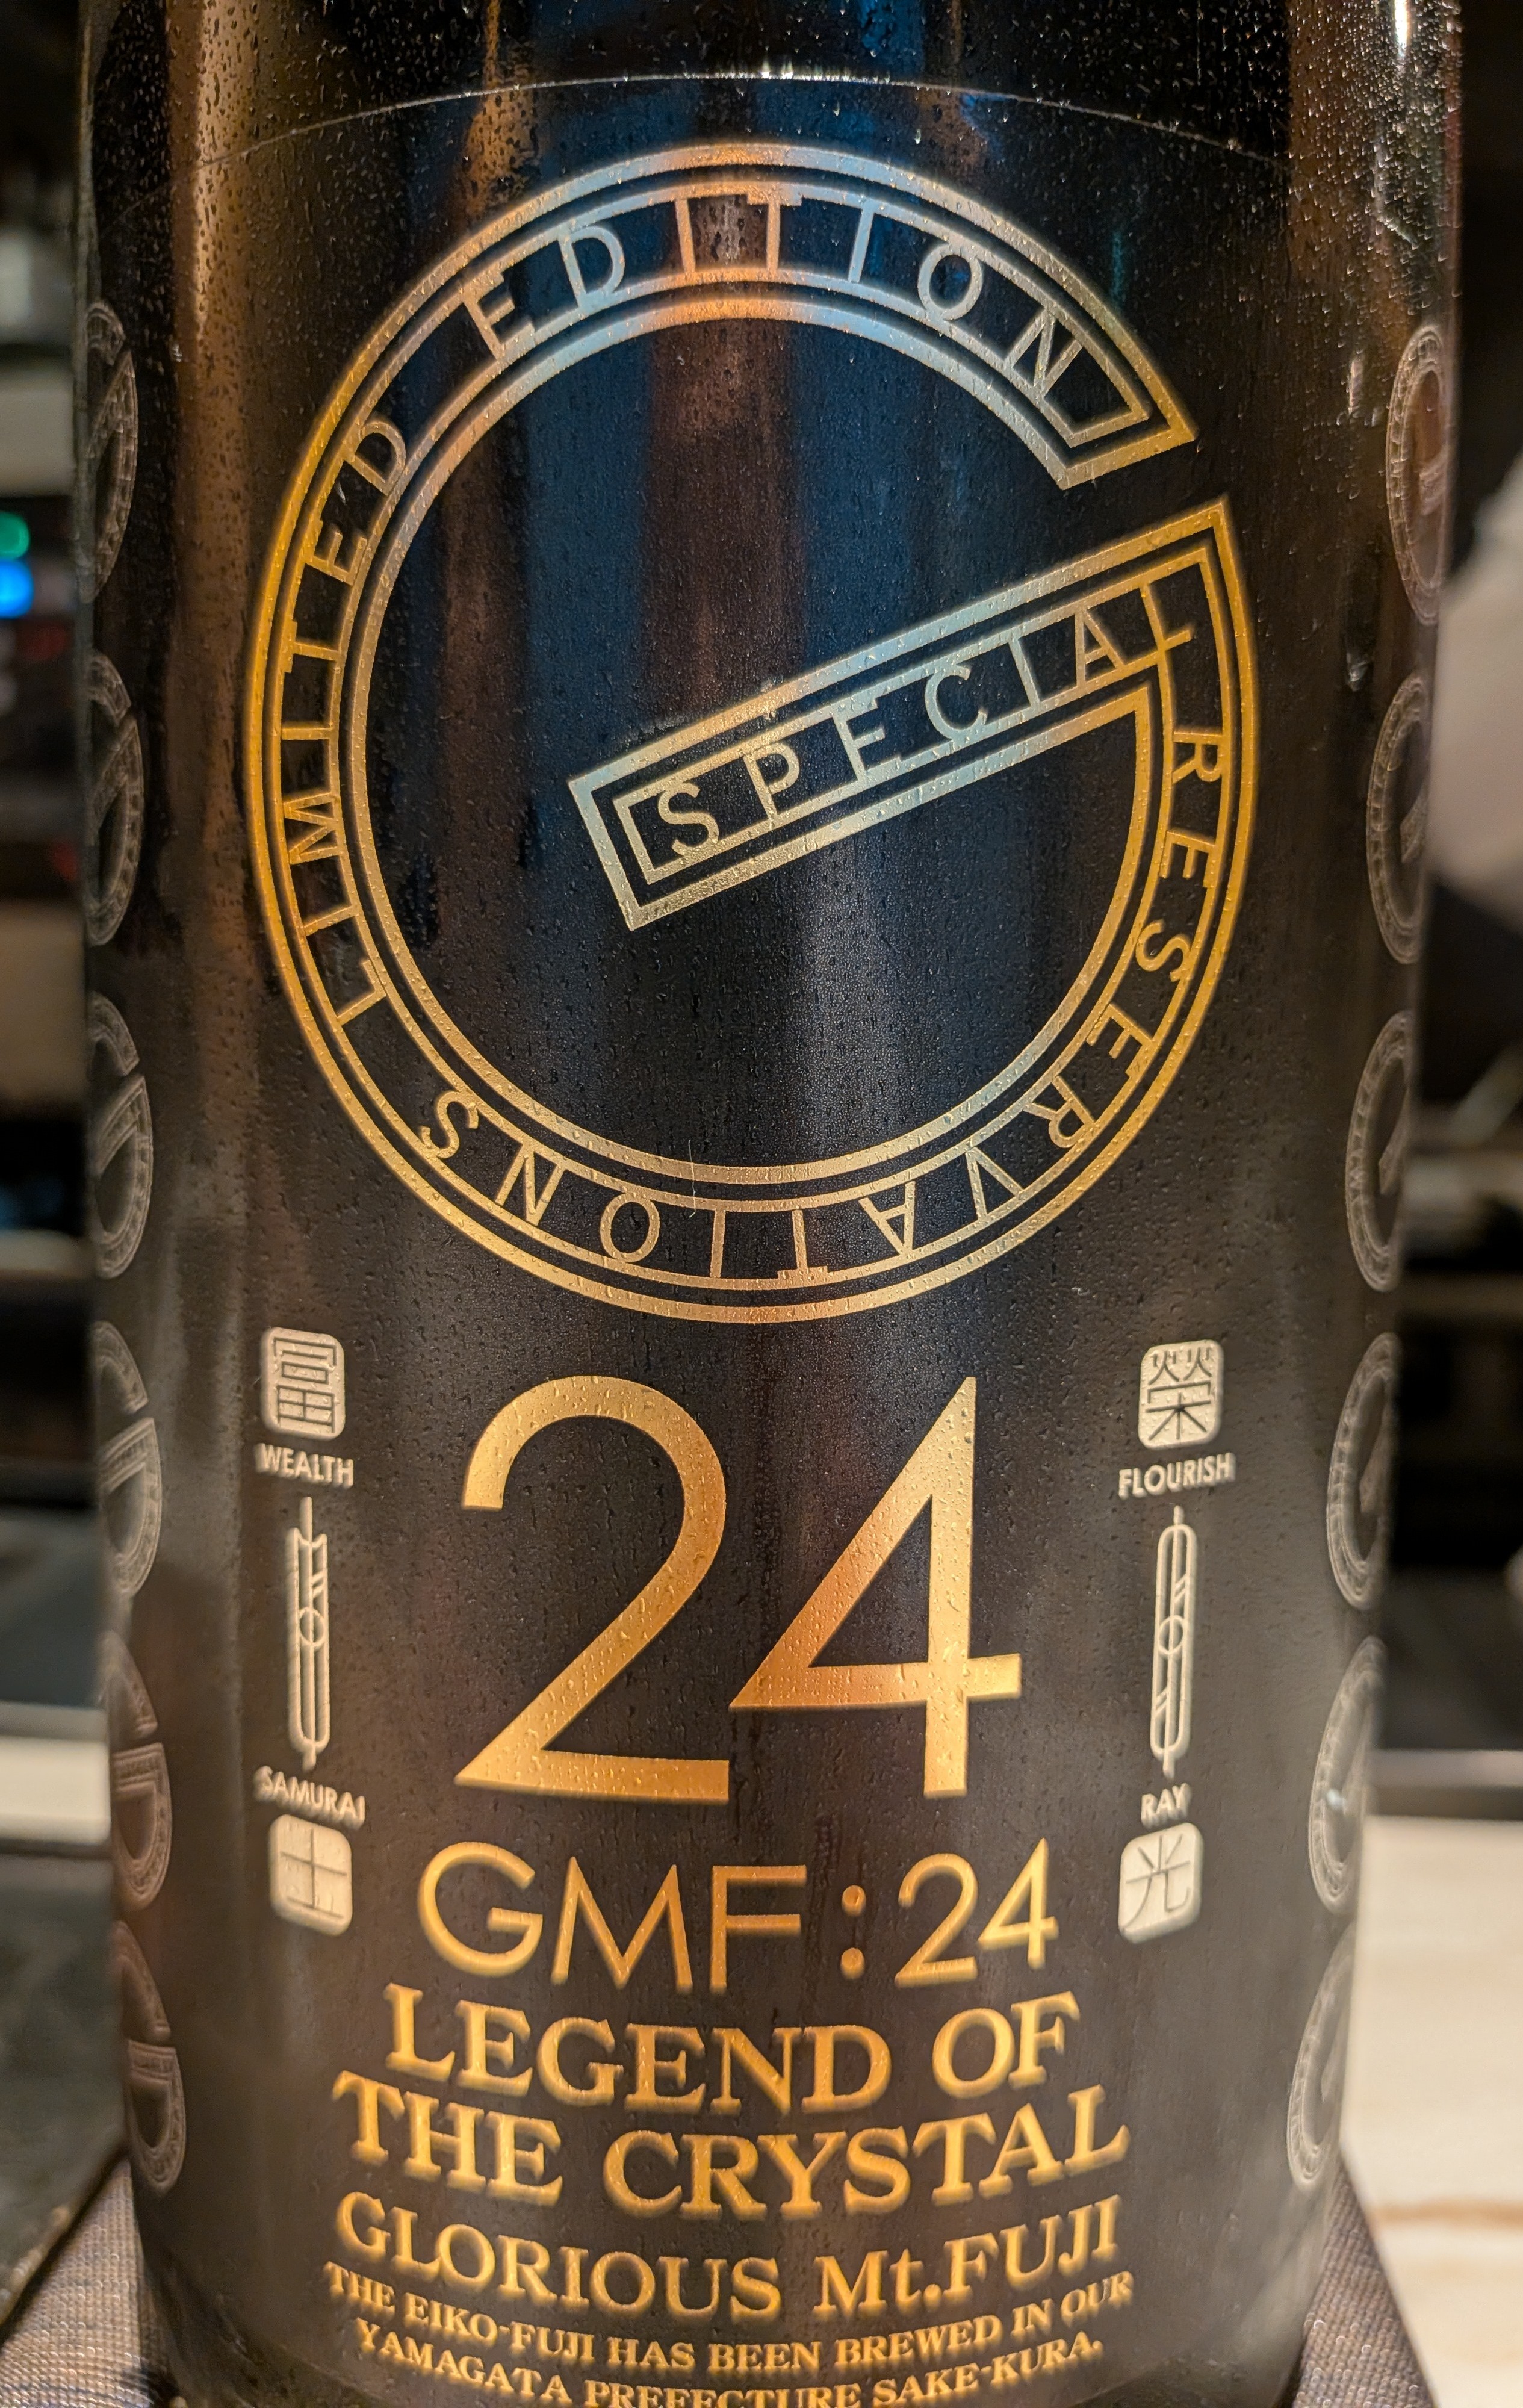 LIMITED EDITION
SPECIAL RESERVATIONS
冨
WEALTH
SAMURAI
士
榮
FLOURISH
RAY
光
24
GMF:24
LEGEND OF
THE CRYSTAL
GLORIOUS Mt.FUJI
THE EIKO-FUJI HAS BEEN BREWED IN OUR
YAMAGATA PREFECTURE SAKE-KURA.